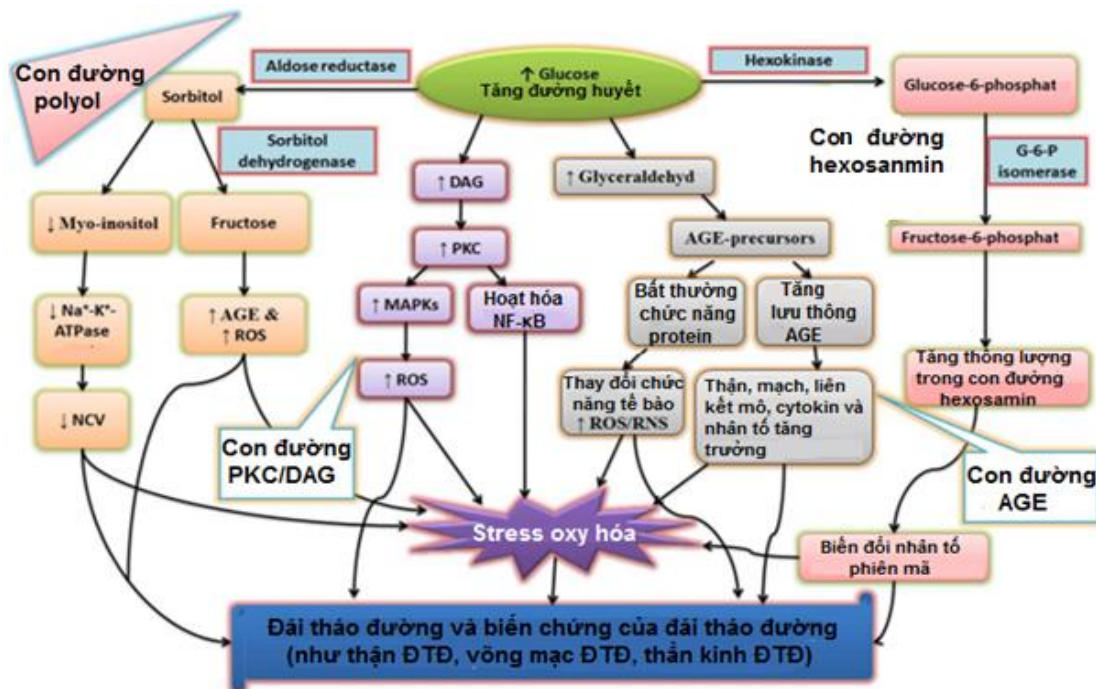 Con đường
polyol
Aldose reductase
↑ Glucose
Tăng đường huyết
Hexokinase
Sorbitol
Glucose-6-phosphat
Sorbitol
dehydrogenase
Con đường
hexosanmin
G-6-P
isomerase
↑ DAG
↑ Glyceraldehyd
↓ Myo-inositol
Fructose
↑ PKC
AGE-precursors
Fructose-6-phosphat
↓ Na⁺-K⁺-
ATPase
↑ AGE &
↑ ROS
↑ MAPKs
Hoạt hóa
NF-κB
Bất thường
chức năng
protein
Tăng
lưu thông
AGE
↑ ROS
Thay đổi chức
năng tế bào
↑ ROS/RNS
Thận, mạch, liên
kết mô, cytokin và
nhân tố tăng
trưởng
Tăng thông lượng
trong con đường
hexosamin
↓ NCV
Con đường
PKC/DAG
Con đường
AGE
Stress oxy hóa
Biến đổi nhân tố
phiên mã
Đái tháo đường và biến chứng của đái tháo đường
(như thận ĐTĐ, võng mạc ĐTĐ, thần kinh ĐTĐ)